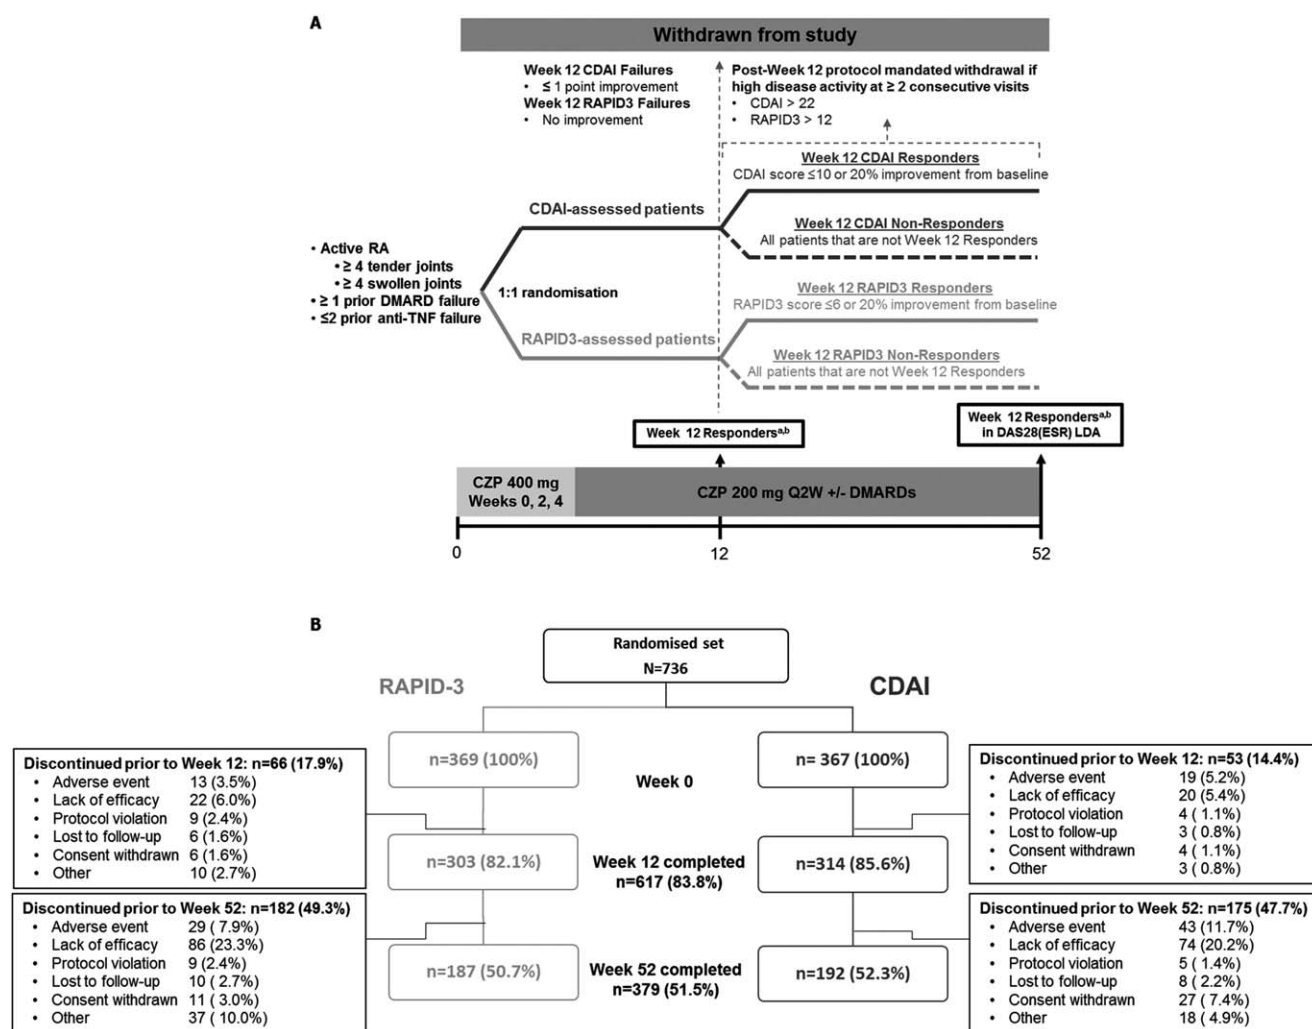 A
Withdrawn from study
Week 12 CDAI Failures
• ≤ 1 point improvement
Week 12 RAPID3 Failures
• No improvement
Post-Week 12 protocol mandated withdrawal if
high disease activity at ≥ 2 consecutive visits
• CDAI > 22
• RAPID3 > 12
Week 12 CDAI Responders
CDAI score ≤10 or 20% improvement from baseline
CDAI-assessed patients
Week 12 CDAI Non-Responders
All patients that are not Week 12 Responders
• Active RA
• ≥ 4 tender joints
• ≥ 4 swollen joints
• ≥ 1 prior DMARD failure
• ≤2 prior anti-TNF failure
1:1 randomisation
Week 12 RAPID3 Responders
RAPID3 score ≤6 or 20% improvement from baseline
RAPID3-assessed patients
Week 12 RAPID3 Non-Responders
All patients that are not Week 12 Responders
Week 12 Respondersa,b
Week 12 Respondersa,b
in DAS28(ESR) LDA
CZP 400 mg
Weeks 0, 2, 4
CZP 200 mg Q2W +/- DMARDs
0
12
52
B
Randomised set
N=736
RAPID-3
CDAI
n=369 (100%)
Week 0
n= 367 (100%)
Discontinued prior to Week 12: n=66 (17.9%)
• Adverse event 13 (3.5%)
• Lack of efficacy 22 (6.0%)
• Protocol violation 9 (2.4%)
• Lost to follow-up 6 (1.6%)
• Consent withdrawn 6 (1.6%)
• Other 10 (2.7%)
Discontinued prior to Week 12: n=53 (14.4%)
• Adverse event 19 (5.2%)
• Lack of efficacy 20 (5.4%)
• Protocol violation 4 (1.1%)
• Lost to follow-up 3 (0.8%)
• Consent withdrawn 4 (1.1%)
• Other 3 (0.8%)
n=303 (82.1%)
Week 12 completed
n=617 (83.8%)
n=314 (85.6%)
Discontinued prior to Week 52: n=182 (49.3%)
• Adverse event 29 ( 7.9%)
• Lack of efficacy 86 (23.3%)
• Protocol violation 9 (2.4%)
• Lost to follow-up 10 ( 2.7%)
• Consent withdrawn 11 ( 3.0%)
• Other 37 ( 10.0%)
Discontinued prior to Week 52: n=175 (47.7%)
• Adverse event 43 (11.7%)
• Lack of efficacy 74 (20.2%)
• Protocol violation 5 ( 1.4%)
• Lost to follow-up 8 ( 2.2%)
• Consent withdrawn 27 ( 7.4%)
• Other 18 ( 4.9%)
n=187 (50.7%)
Week 52 completed
n=379 (51.5%)
n=192 (52.3%)